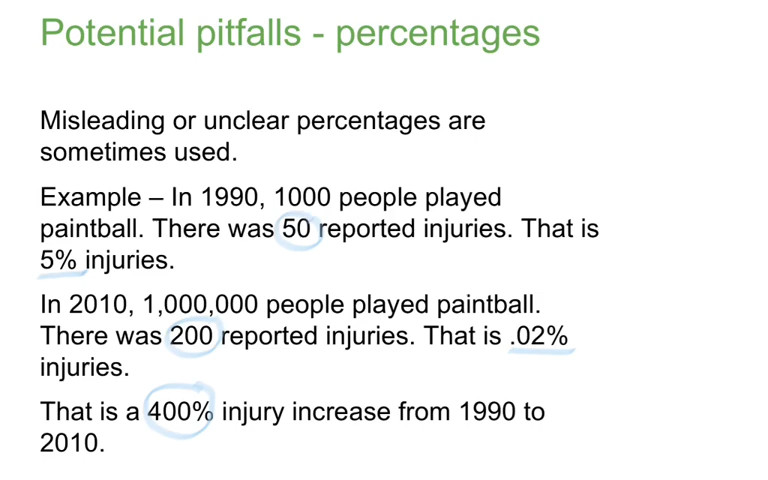 Potential pitfalls - percentages
Misleading or unclear percentages are
sometimes used.
Example – In 1990, 1000 people played
paintball. There was 50 reported injuries. That is
5% injuries.
In 2010, 1,000,000 people played paintball.
There was 200 reported injuries. That is .02%
injuries.
That is a 400% injury increase from 1990 to
2010.